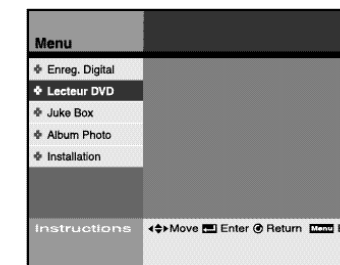 Menu
Enreg. Digital
Lecteur DVD
Juke Box
Album Photo
Installation
Instructions Move Enter Return Menu